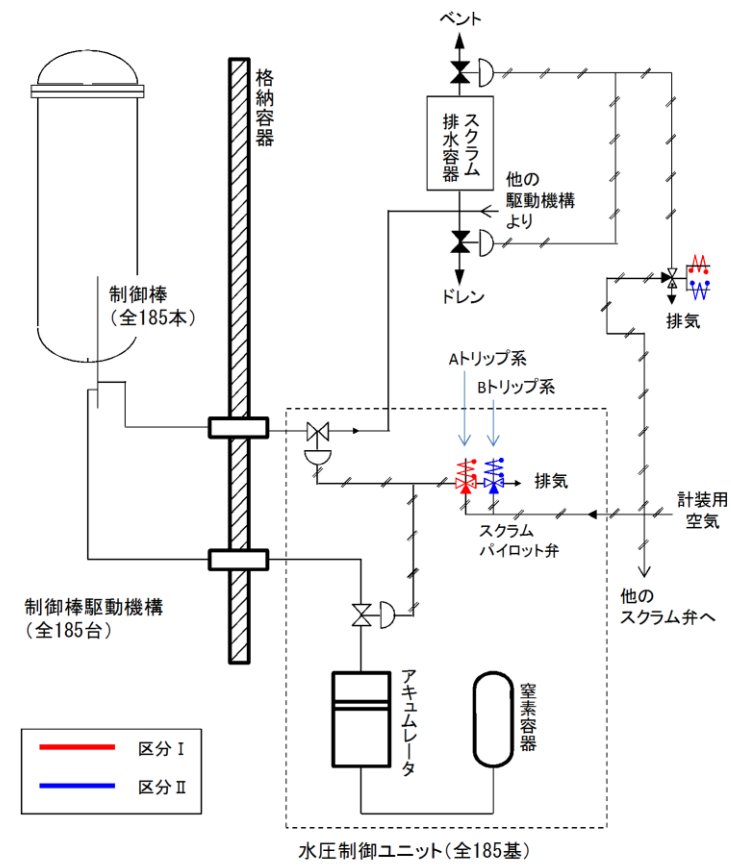 ベント
格納容器
スクラム
排水容器
他の
駆動機構
より
ドレン
制御棒
（全185本）
排気
Aトリップ系
Bトリップ系
排気
計装用
空気
スクラム
パイロット弁
他の
スクラム弁へ
制御棒駆動機構
（全185台）
アキュムレータ
窒素容器
区分Ⅰ
区分Ⅱ
水圧制御ユニット（全185基）